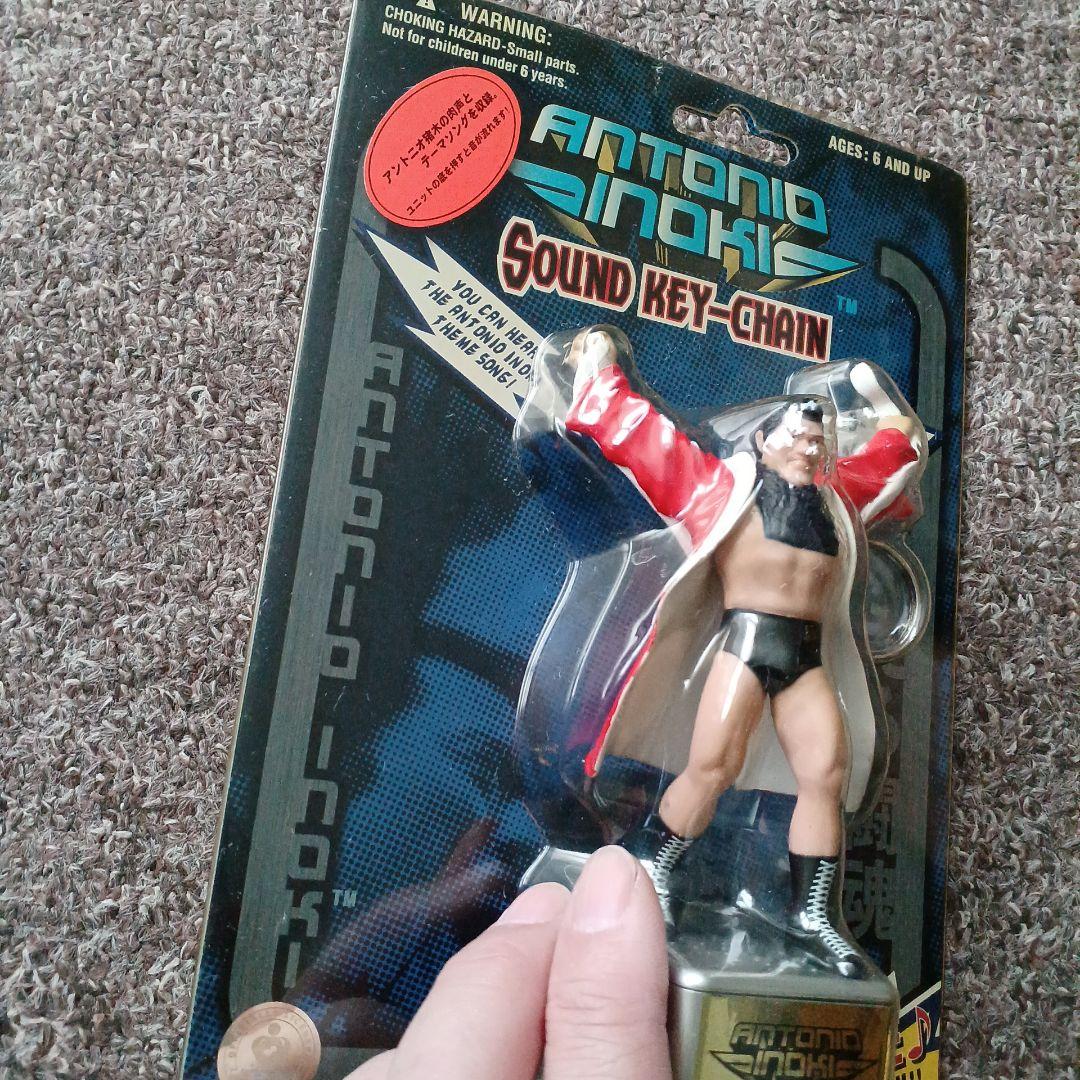 WARNING:
CHOKING HAZARD-Small parts.
Not for children under 6 years.
アントニオ猪木の肉声と
テーマソングを収録。
ユニットの底を押すと音が流れます!
AGES: 6 AND UP
ANTONIO
INOKI
SOUND KEY-CHAIN
TM
YOU CAN HEAR
THE ANTONIO INOKI
THEME SONG!
ANTONIO INOKI
TM
闘魂
ANTONIO
INOKI